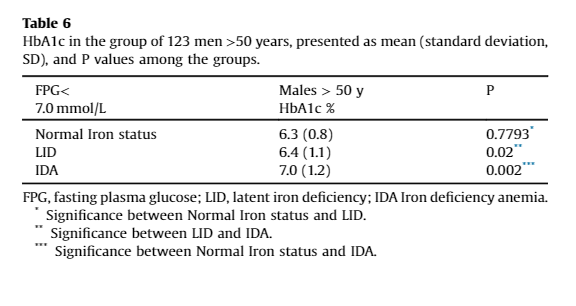 Table 6
HbA1c in the group of 123 men >50 years, presented as mean (standard deviation,
SD), and P values among the groups.
FPG< Males > 50 y P
7.0 mmol/L HbA1c %
Normal Iron status 6.3 (0.8) 0.7793*
LID 6.4 (1.1) 0.02**
IDA 7.0 (1.2) 0.002***
FPG, fasting plasma glucose; LID, latent iron deficiency; IDA Iron deficiency anemia.
* Significance between Normal Iron status and LID.
** Significance between LID and IDA.
*** Significance between Normal Iron status and IDA.